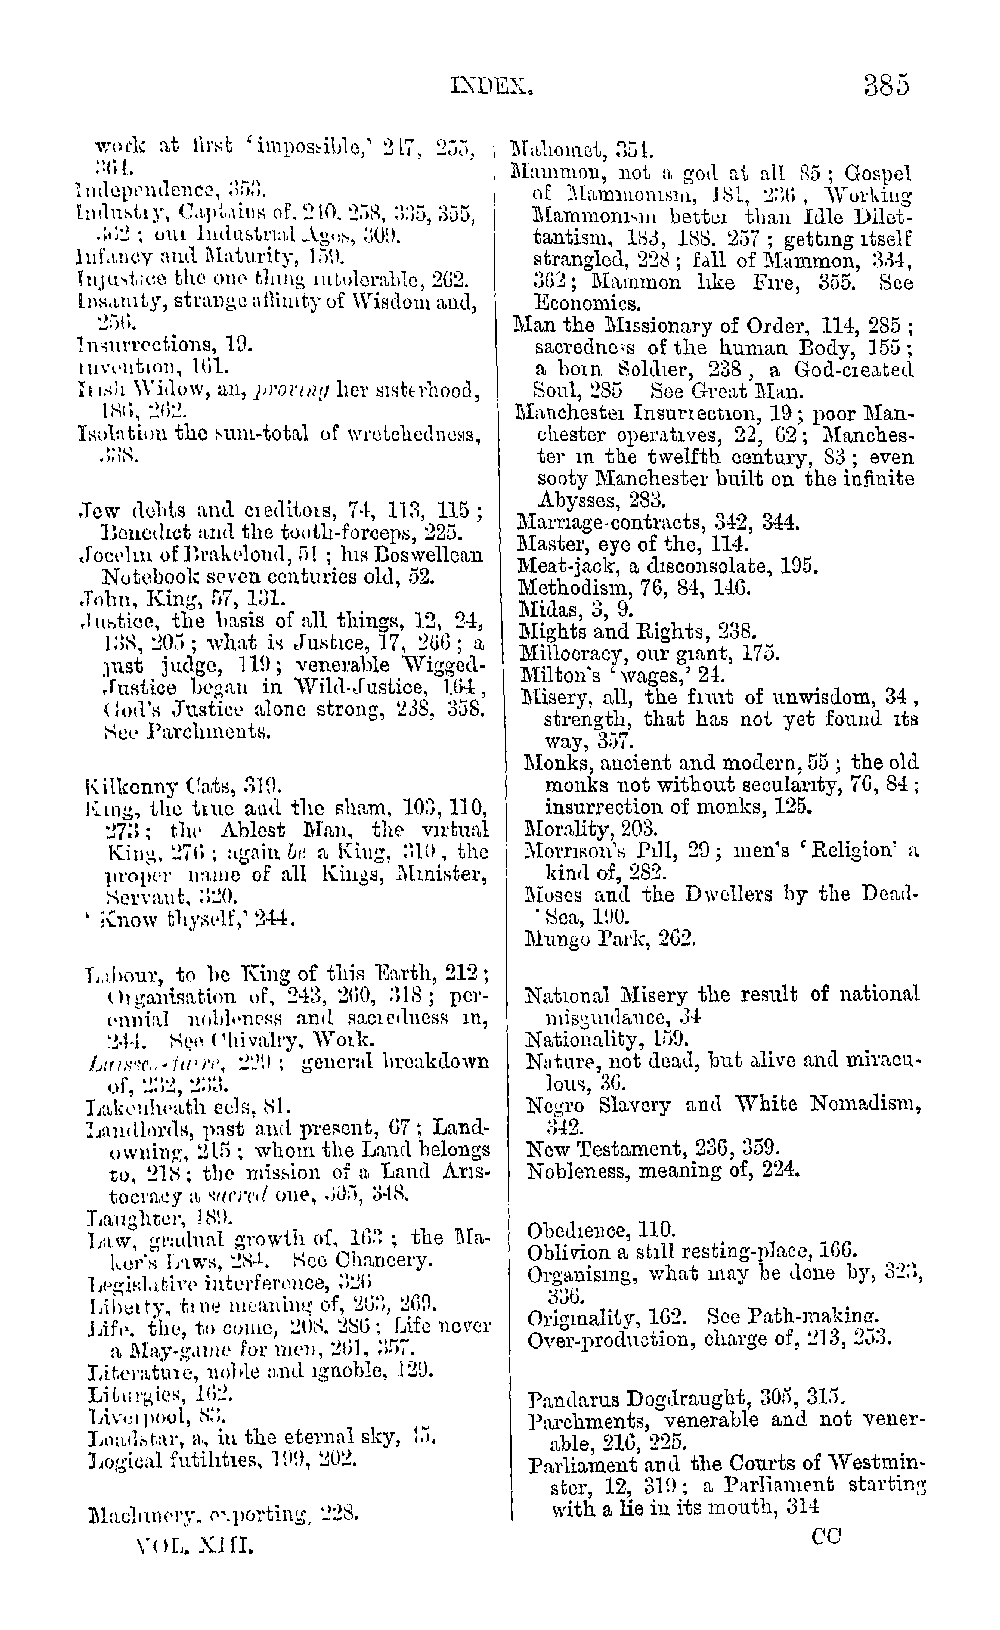 INDEX. 385
work at first ‘impossible,’ 247, 255,
364.
Independence, 353.
Industry, Captains of, 240, 258, 335, 355,
362; our Industrial Ages, 309.
Infancy and Maturity, 159.
Injustice the one thing intolerable, 262.
Insanity, strange affinity of Wisdom and,
256.
Insurrections, 19.
Invention, 161.
Irish Widow, an, proving her sisterhood,
186, 262.
Isolation the sum-total of wretchedness,
338.
Jew debts and creditors, 74, 113, 115;
Benedict and the tooth-forceps, 225.
Jocelin of Brakelond, 51; his Boswellean
Notebook seven centuries old, 52.
John, King, 57, 131.
Justice, the basis of all things, 12, 24,
138, 205; what is Justice, 17, 266; a
just judge, 119; venerable Wigged-
Justice began in Wild-Justice, 164,
God's Justice alone strong, 238, 358.
See Parchments.
Kilkenny Cats, 319.
King, the true and the sham, 103, 110,
273; the Ablest Man, the virtual
King, 276; again be a King, 310, the
proper name of all Kings, Minister,
Servant, 320.
‘Know thyself,’ 244.
Labour, to be King of this Earth, 212;
Organisation of, 243, 260, 318; per-
ennial nobleness and sacredness in,
244. See Chivalry, Work.
Laissez-faire, 229; general breakdown
of, 232, 233.
Lakenheath eels, 81.
Landlords, past and present, 67; Land-
owning, 215; whom the Land belongs
to, 218; the mission of a Land Aris-
tocracy a sacred one, 305, 348.
Laughter, 189.
Law, gradual growth of, 163; the Ma-
ker's Laws, 284. See Chancery.
Legislative interference, 326
Liberty, true meaning of, 263, 269.
Life, the, to come, 208, 286; Life never
a May-game for men, 261, 357.
Literature, noble and ignoble, 129.
Liturgies, 162.
Liverpool, 83.
Loadstar, a, in the eternal sky, 45.
Logical futilities, 199, 202.
Machinery, exporting, 228.
VOL. XIII.
Mahomet, 354.
Mammon, not a god at all 85; Gospel
of Mammonism, 181, 236, Working
Mammonism better than Idle Dilet-
tantism, 183, 188, 257; getting itself
strangled, 228; fall of Mammon, 334,
362; Mammon like Fire, 355. See
Economics.
Man the Missionary of Order, 114, 285;
sacredness of the human Body, 155;
a born Soldier, 238, a God-created
Soul, 285 See Great Man.
Manchester Insurrection, 19; poor Man-
chester operatives, 22, 62; Manches-
ter in the twelfth century, 83; even
sooty Manchester built on the infinite
Abysses, 283.
Marriage-contracts, 342, 344.
Master, eye of the, 114.
Meat-jack, a disconsolate, 195.
Methodism, 76, 84, 146.
Midas, 3, 9.
Mights and Rights, 238.
Millocracy, our giant, 175.
Milton's ‘wages,’ 24.
Misery, all, the fruit of unwisdom, 34,
strength, that has not yet found its
way, 357.
Monks, ancient and modern, 55; the old
monks not without secularity, 76, 84;
insurrection of monks, 125.
Morality, 203.
Morrison's Pill, 29; men's ‘Religion’ a
kind of, 282.
Moses and the Dwellers by the Dead-
Sea, 190.
Mungo Park, 262.
National Misery the result of national
misguidance, 34
Nationality, 159.
Nature, not dead, but alive and miracu-
lous, 36.
Negro Slavery and White Nomadism,
342.
New Testament, 236, 359.
Nobleness, meaning of, 224.
Obedience, 110.
Oblivion a still resting-place, 166.
Organising, what may be done by, 323,
336.
Originality, 162. See Path-making.
Over-production, charge of, 213, 253.
Pandarus Dogdraught, 305, 315.
Parchments, venerable and not vener-
able, 216, 225.
Parliament and the Courts of Westmin-
ster, 12, 319; a Parliament starting
with a lie in its mouth, 314
CC